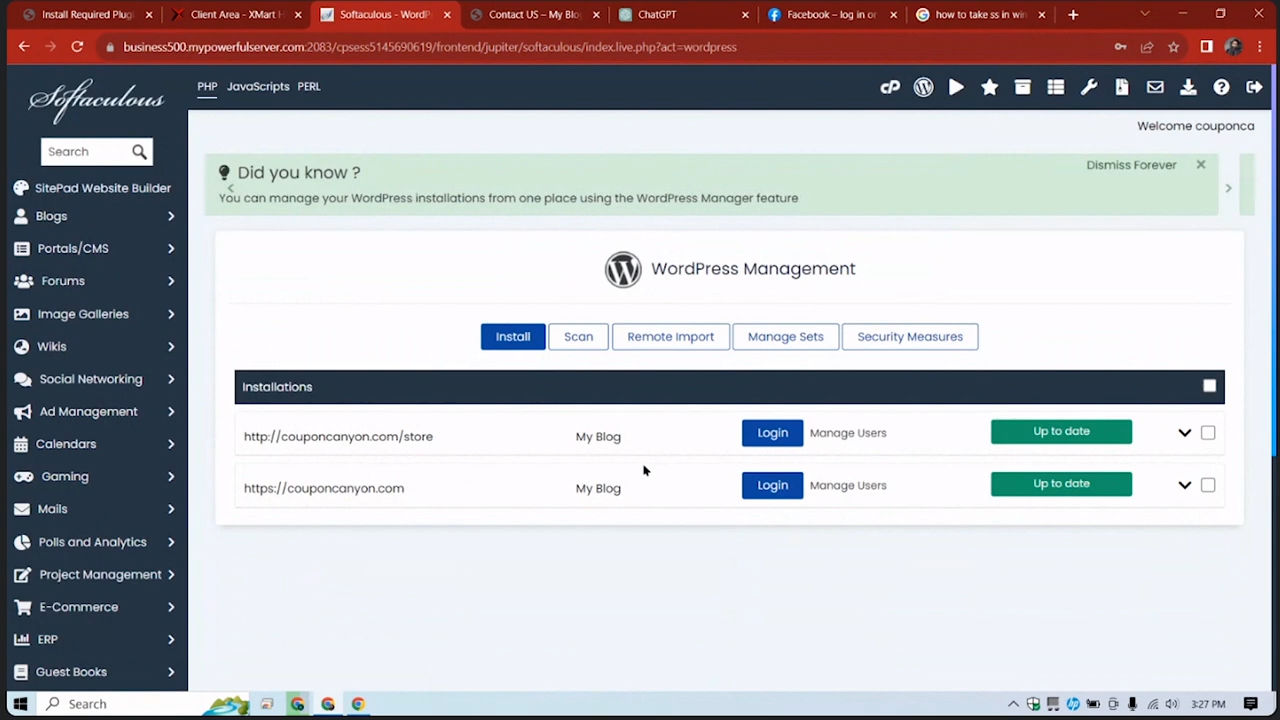 Install Required Plugi
Client Area - XMart H
Softaculous - WordPr
Contact US – My Blo
ChatGPT
Facebook – log in or
how to take ss in win
business500.mypowerfulserver.com:2083/cpsess5145690619/frontend/jupiter/softaculous/index.live.php?act=wordpress
Softaculous
PHP JavaScripts PERL
Welcome couponca
Search
SitePad Website Builder
Blogs
Portals/CMS
Forums
Image Galleries
Wikis
Social Networking
Ad Management
Calendars
Gaming
Mails
Polls and Analytics
Project Management
E-Commerce
ERP
Guest Books
Did you know ?
Dismiss Forever
You can manage your WordPress installations from one place using the WordPress Manager feature
WordPress Management
Install Scan Remote Import Manage Sets Security Measures
Installations
http://couponcanyon.com/store My Blog Login Manage Users Up to date
https://couponcanyon.com My Blog Login Manage Users Up to date
Search
3:27 PM